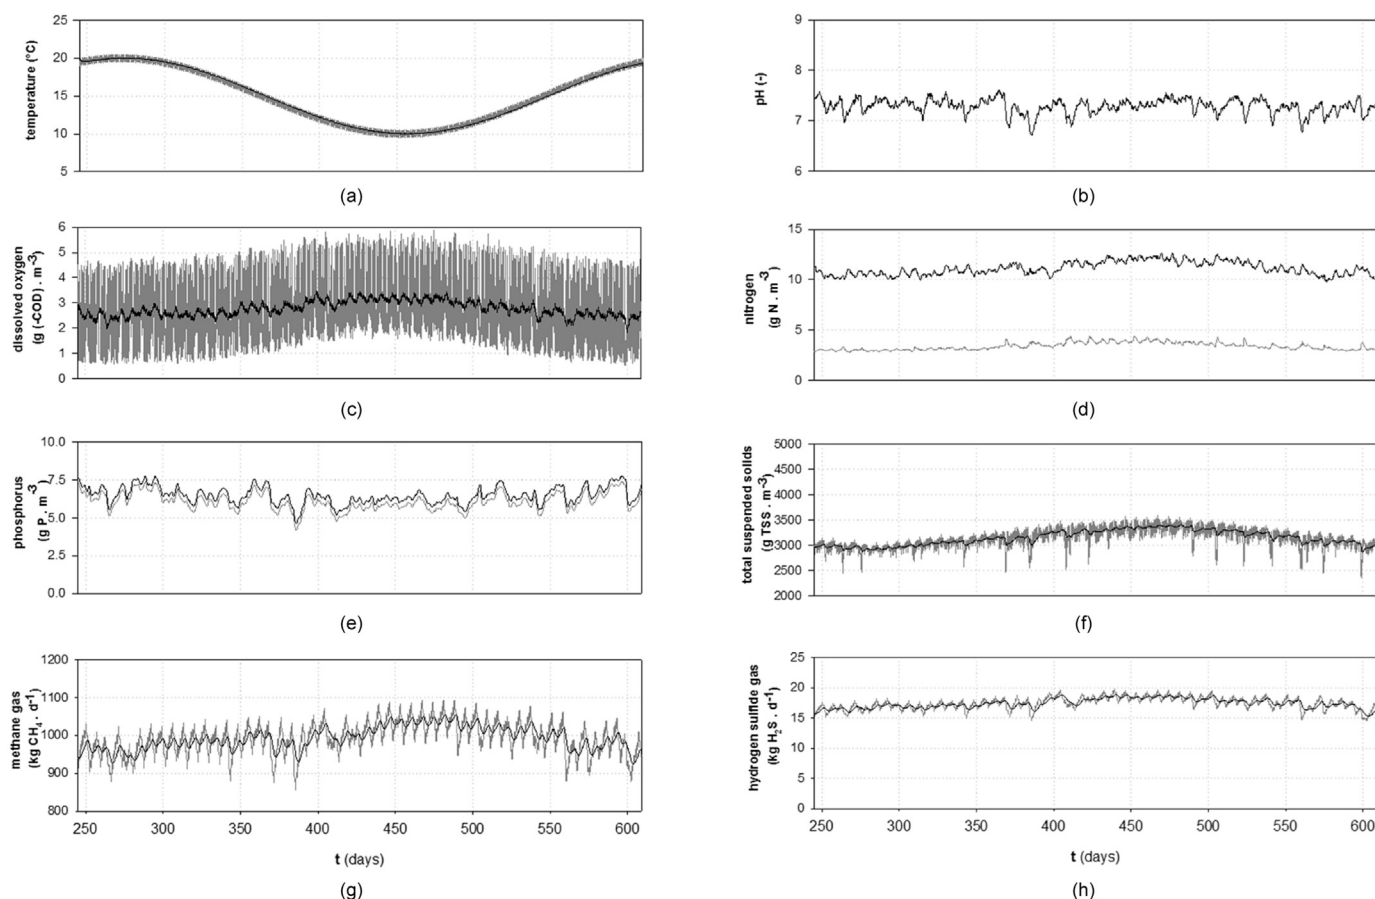 temperature (°C)
25
20
15
10
5
(a)
pH (-)
9
8
7
6
(b)
dissolved oxygen
(g (-COD) . m-3)
6
5
4
3
2
1
0
(c)
nitrogen
(g N . m-3)
15
10
5
0
(d)
phosphorus
(g P . m-3)
10.0
7.5
5.0
2.5
0.0
(e)
total suspended solids
(g TSS . m-3)
5000
4500
4000
3500
3000
2500
2000
(f)
methane gas
(kg CH4 . d-1)
1200
1100
1000
900
800
250 300 350 400 450 500 550 600
t (days)
(g)
hydrogen sulfide gas
(kg H2S . d-1)
25
20
15
10
5
0
250 300 350 400 450 500 550 600
t (days)
(h)